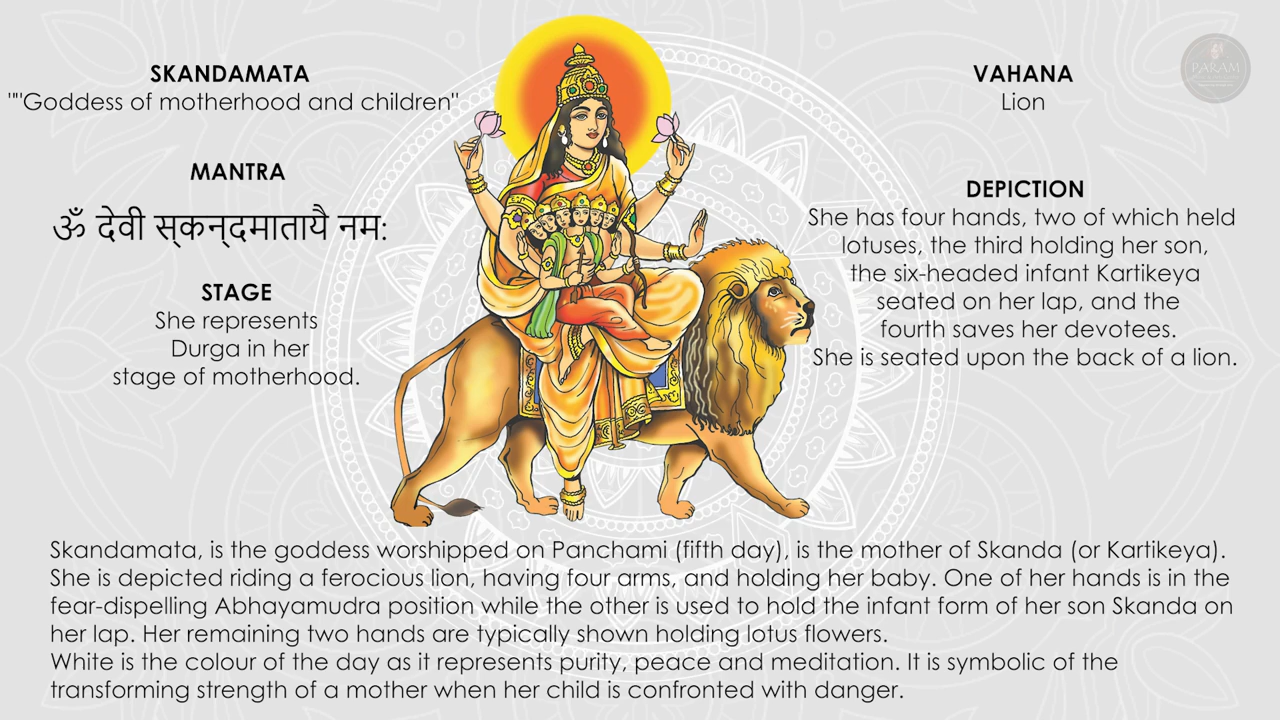 SKANDAMATA
""Goddess of motherhood and children"
MANTRA
ॐ देवी स्‌कन्‌दमातायै नम:
STAGE
She represents
Durga in her
stage of motherhood.
VAHANA
Lion
DEPICTION
She has four hands, two of which held
lotuses, the third holding her son,
the six-headed infant Kartikeya
seated on her lap, and the
fourth saves her devotees.
She is seated upon the back of a lion.
PARAM
Skandamata, is the goddess worshipped on Panchami (fifth day), is the mother of Skanda (or Kartikeya).
She is depicted riding a ferocious lion, having four arms, and holding her baby. One of her hands is in the
fear-dispelling Abhayamudra position while the other is used to hold the infant form of her son Skanda on
her lap. Her remaining two hands are typically shown holding lotus flowers.
White is the colour of the day as it represents purity, peace and meditation. It is symbolic of the
transforming strength of a mother when her child is confronted with danger.